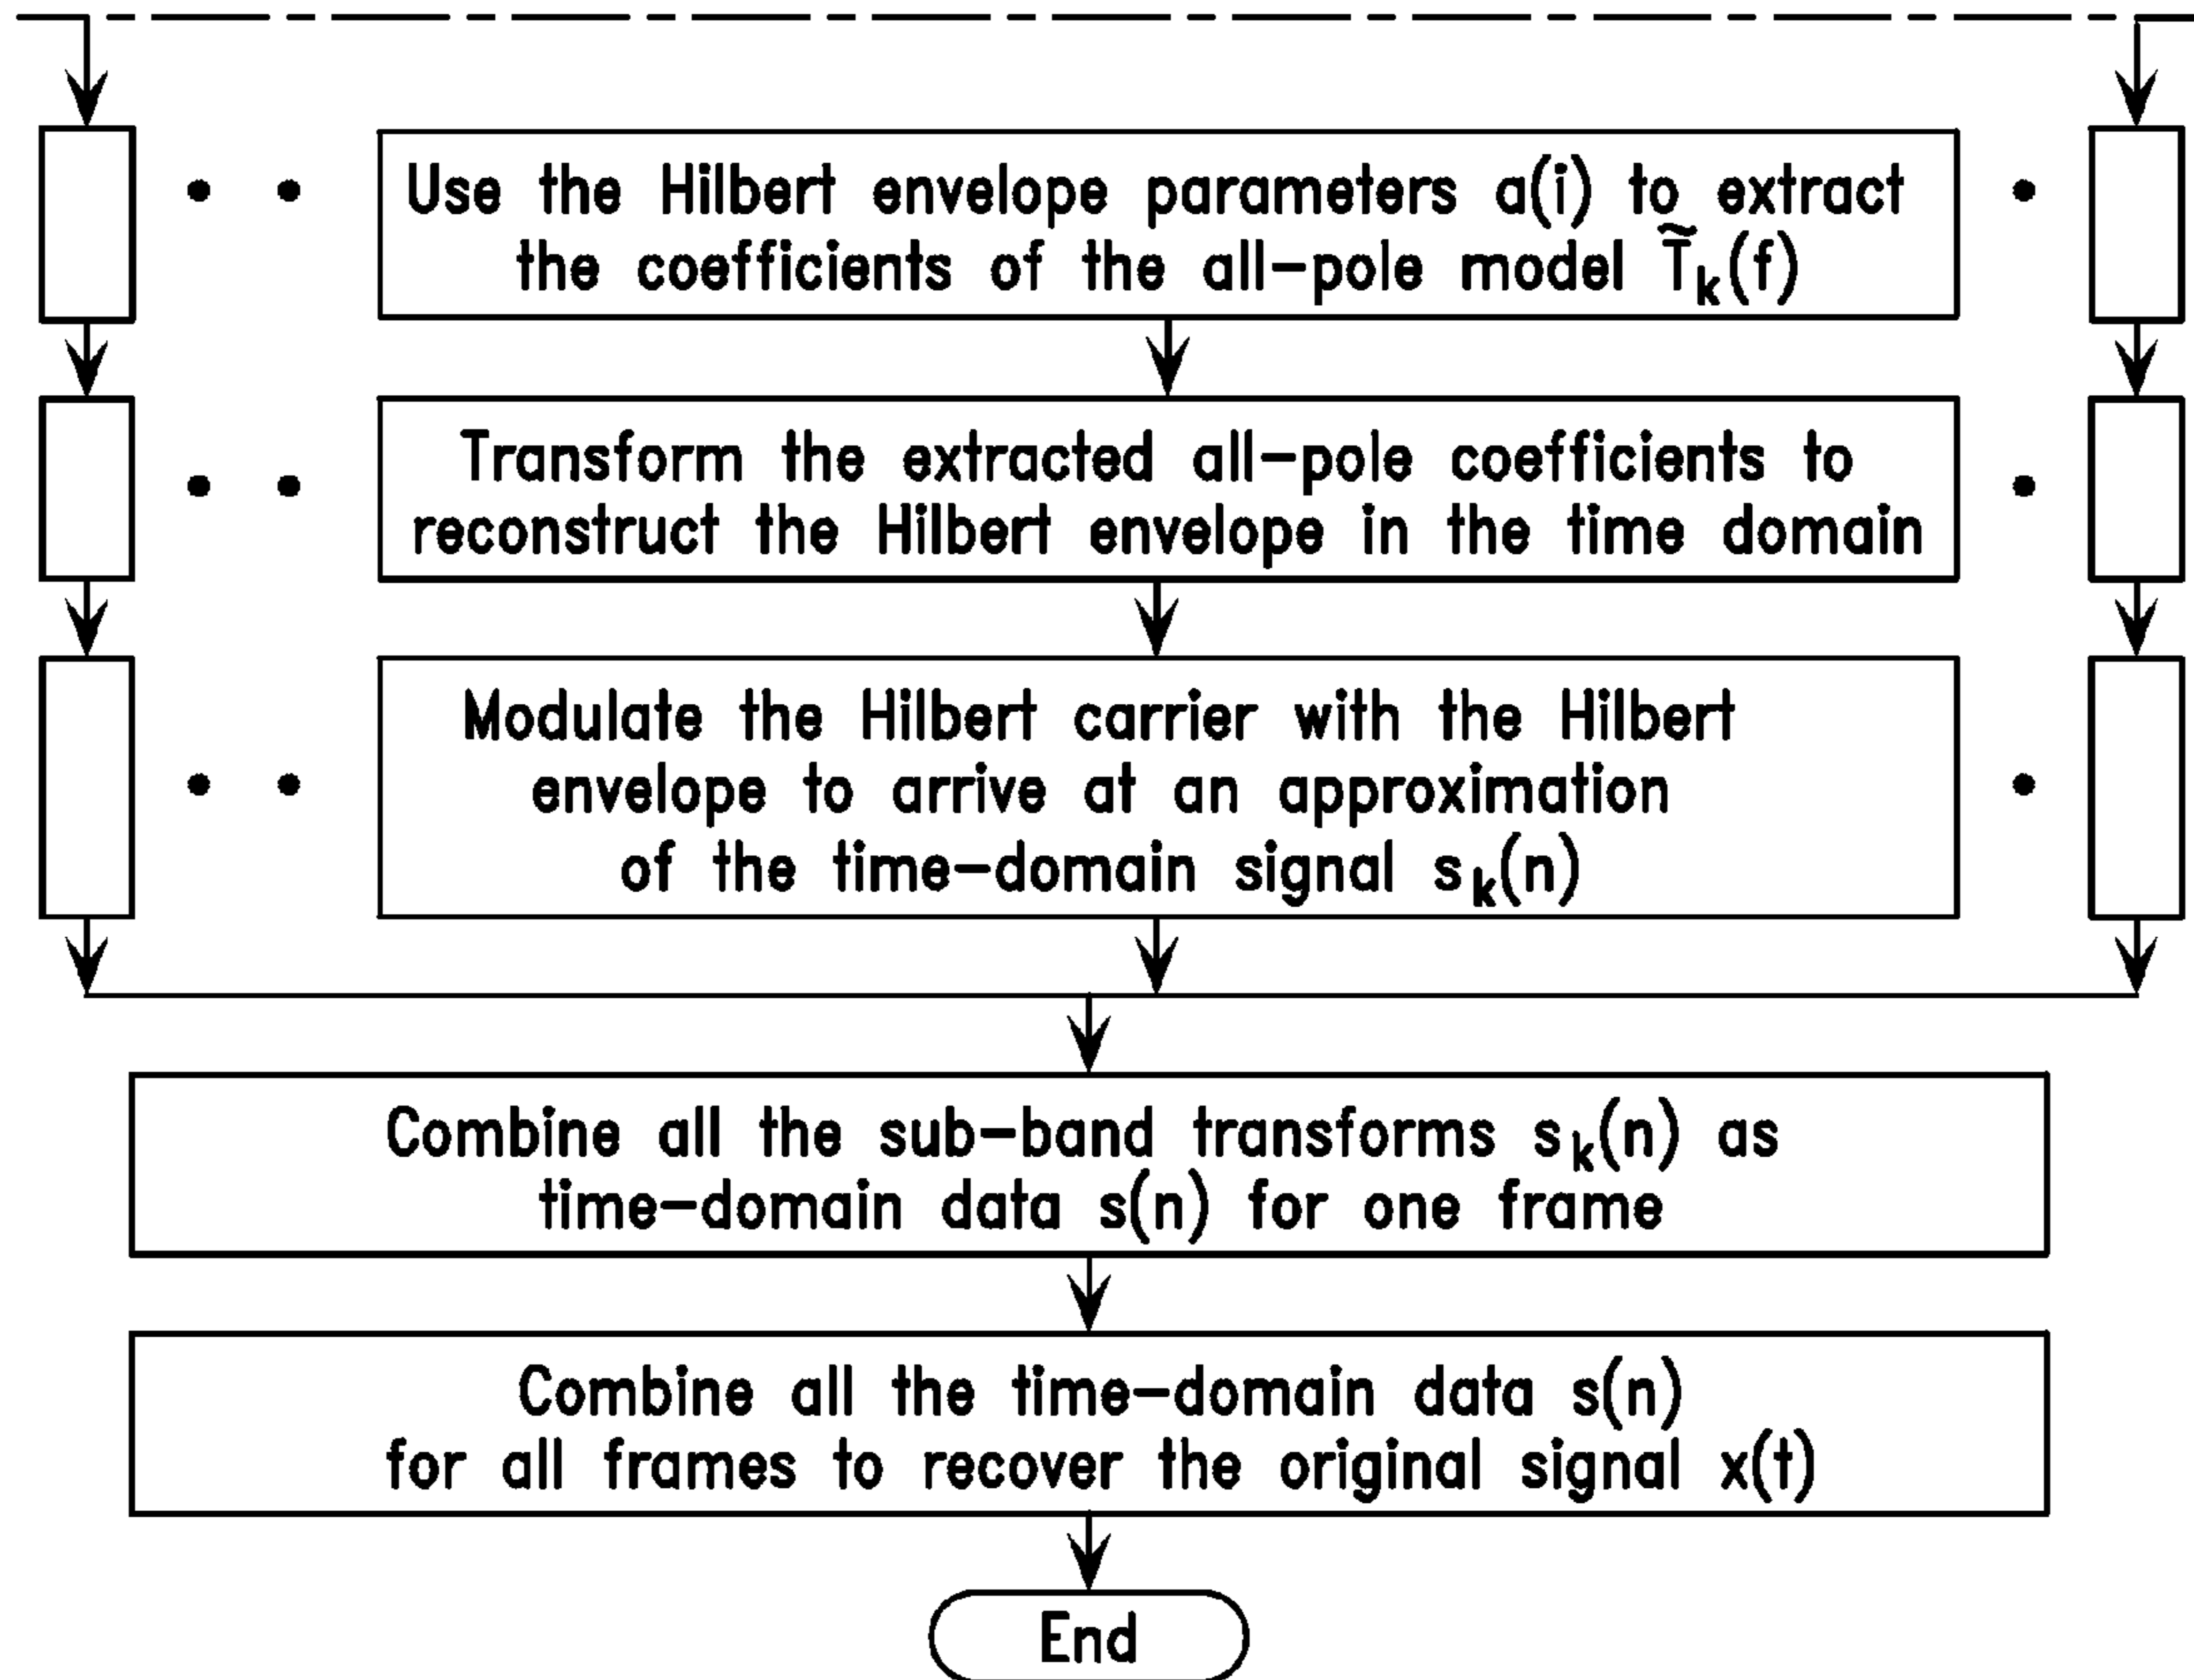 Use the Hilbert envelope parameters a(i) to extract
the coefficients of the all-pole model T̃k(f)
Transform the extracted all-pole coefficients to
reconstruct the Hilbert envelope in the time domain
Modulate the Hilbert carrier with the Hilbert
envelope to arrive at an approximation
of the time-domain signal sk(n)
Combine all the sub-band transforms sk(n) as
time-domain data s(n) for one frame
Combine all the time-domain data s(n)
for all frames to recover the original signal x(t)
End